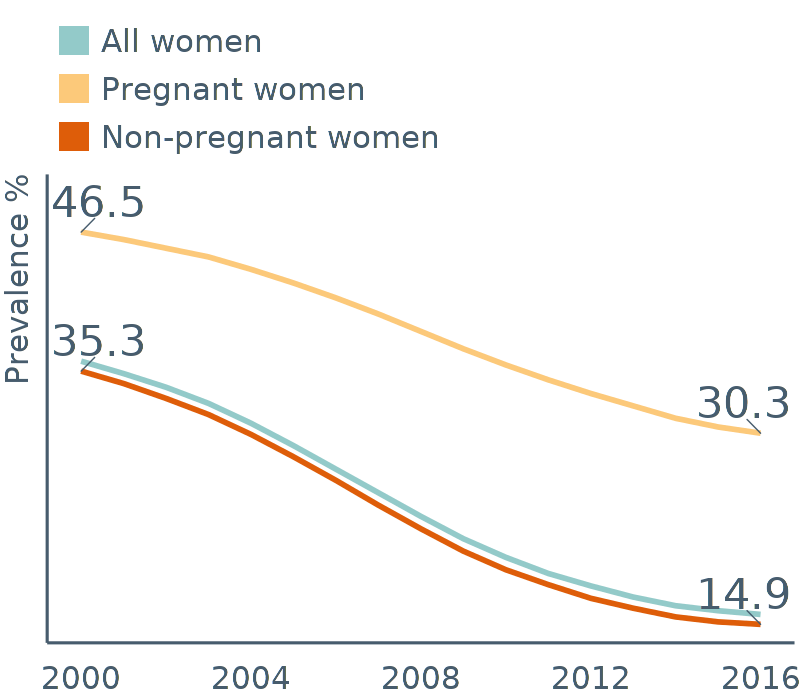 All women
Pregnant women
Non-pregnant women
Prevalence %
46.5
35.3
30.3
14.9
2000 2004 2008 2012 2016